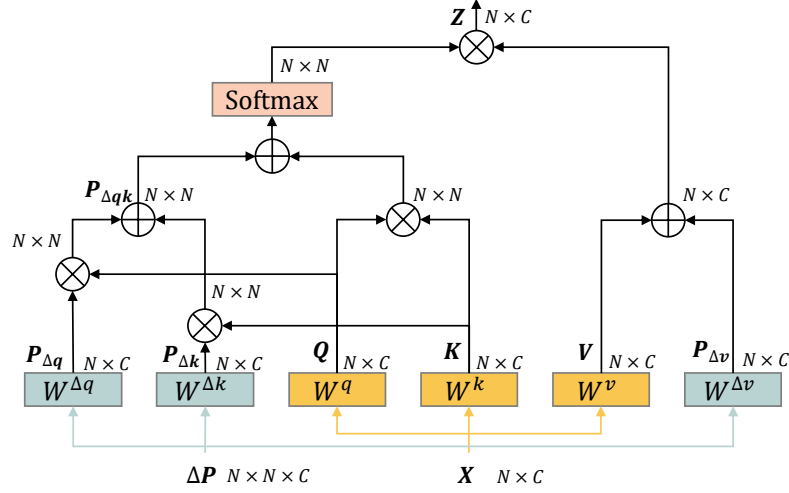 Z N × C
N × N
Softmax
P_Δqk N × N
N × N
N × C
N × N
N × N
P_Δq N × C
P_Δk N × C
Q N × C
K N × C
V N × C
P_Δv N × C
W^Δq W^Δk W^q W^k W^v W^Δv
ΔP N × N × C X N × C